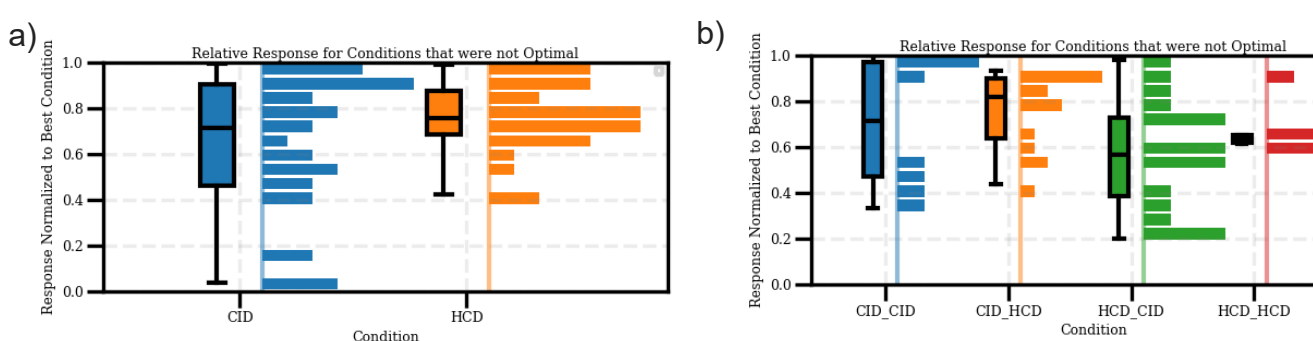 a)
Relative Response for Conditions that were not Optimal
Response Normalized to Best Condition
1.0
0.8
0.6
0.4
0.2
0.0
CID
HCD
Condition
b)
Relative Response for Conditions that were not Optimal
Response Normalized to Best Condition
1.0
0.8
0.6
0.4
0.2
0.0
CID_CID
CID_HCD
HCD_CID
HCD_HCD
Condition